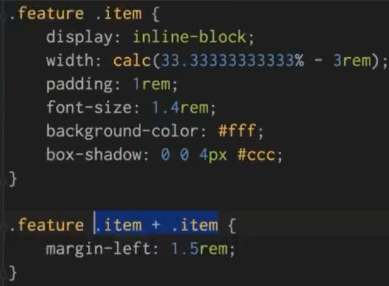 .feature .item {
display: inline-block;
width: calc(33.33333333333% - 3rem);
padding: 1rem;
font-size: 1.4rem;
background-color: #fff;
box-shadow: 0 0 4px #ccc;
}
.feature .item + .item {
margin-left: 1.5rem;
}